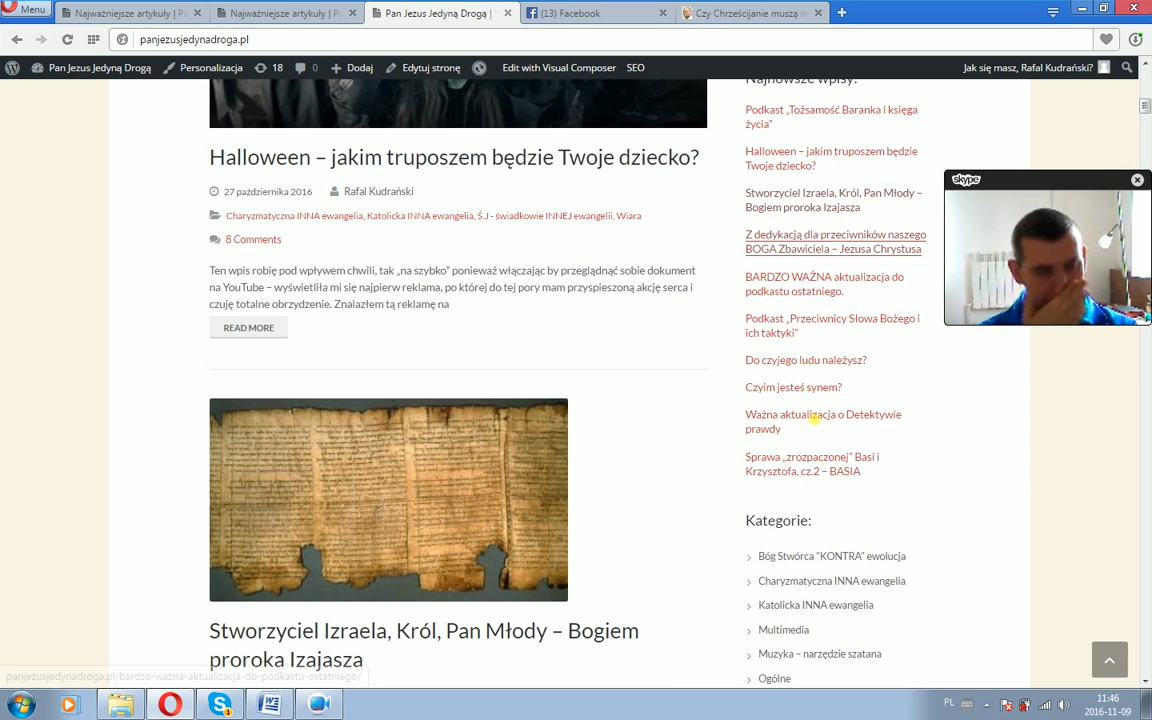 Menu
Najważniejsze artykuły | P
Najważniejsze artykuły | P
Pan Jezus Jedyną Drogą |
(13) Facebook
Czy Chrześcijanie muszą m
panjezusjedynadroga.pl
Pan Jezus Jedyną Drogą
Personalizacja
18
0
Dodaj
Edytuj stronę
Edit with Visual Composer
SEO
Jak się masz, Rafal Kudrański?
Halloween – jakim truposzem będzie Twoje dziecko?
27 października 2016
Rafal Kudrański
Charyzmatyczna INNA ewangelia, Katolicka INNA ewangelia, Ś.J - świadkowie INNEJ ewangelii, Wiara
8 Comments
Ten wpis robię pod wpływem chwili, tak „na szybko” ponieważ włączając by przeglądnąć sobie dokument
na YouTube – wyświetliła mi się najpierw reklama, po której do tej pory mam przyspieszoną akcję serca i
czuję totalne obrzydzenie. Znalazłem tą reklamę na
READ MORE
Stworzyciel Izraela, Król, Pan Młody – Bogiem
proroka Izajasza
Najnowsze wpisy:
Podkast „Tożsamość Baranka i księga
życia”
Halloween – jakim truposzem będzie
Twoje dziecko?
Stworzyciel Izraela, Król, Pan Młody –
Bogiem proroka Izajasza
Z dedykacją dla przeciwników naszego
BOGA Zbawiciela – Jezusa Chrystusa
BARDZO WAŻNA aktualizacja do
podkastu ostatniego.
Podkast „Przeciwnicy Słowa Bożego i
ich taktyki”
Do czyjego ludu należysz?
Czyim jesteś synem?
Ważna aktualizacja o Detektywie
prawdy
Sprawa „zrozpaczonej” Basi i
Krzysztofa, cz.2 – BASIA
Kategorie:
Bóg Stwórca "KONTRA" ewolucja
Charyzmatyczna INNA ewangelia
Katolicka INNA ewangelia
Multimedia
Muzyka – narzędzie szatana
Ogólne
skype
panjezusjedynadroga.pl/bardzo-wazna-aktualizacja-do-podkastu-ostatniego/
PL
11:46
2016-11-09